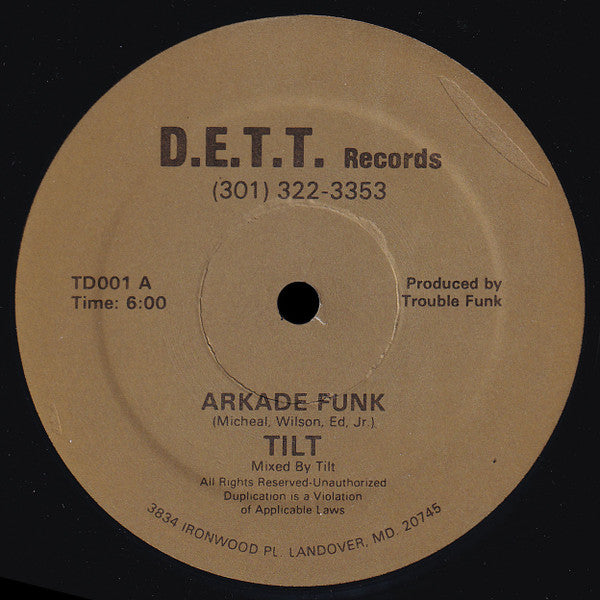 D.E.T.T. Records
(301) 322-3353
TD001 A
Time: 6:00
Produced by
Trouble Funk
ARKADE FUNK
(Micheal, Wilson, Ed, Jr.)
TILT
Mixed By Tilt
All Rights Reserved-Unauthorized
Duplication is a Violation
of Applicable Laws
3834 IRONWOOD PL. LANDOVER, MD. 20745